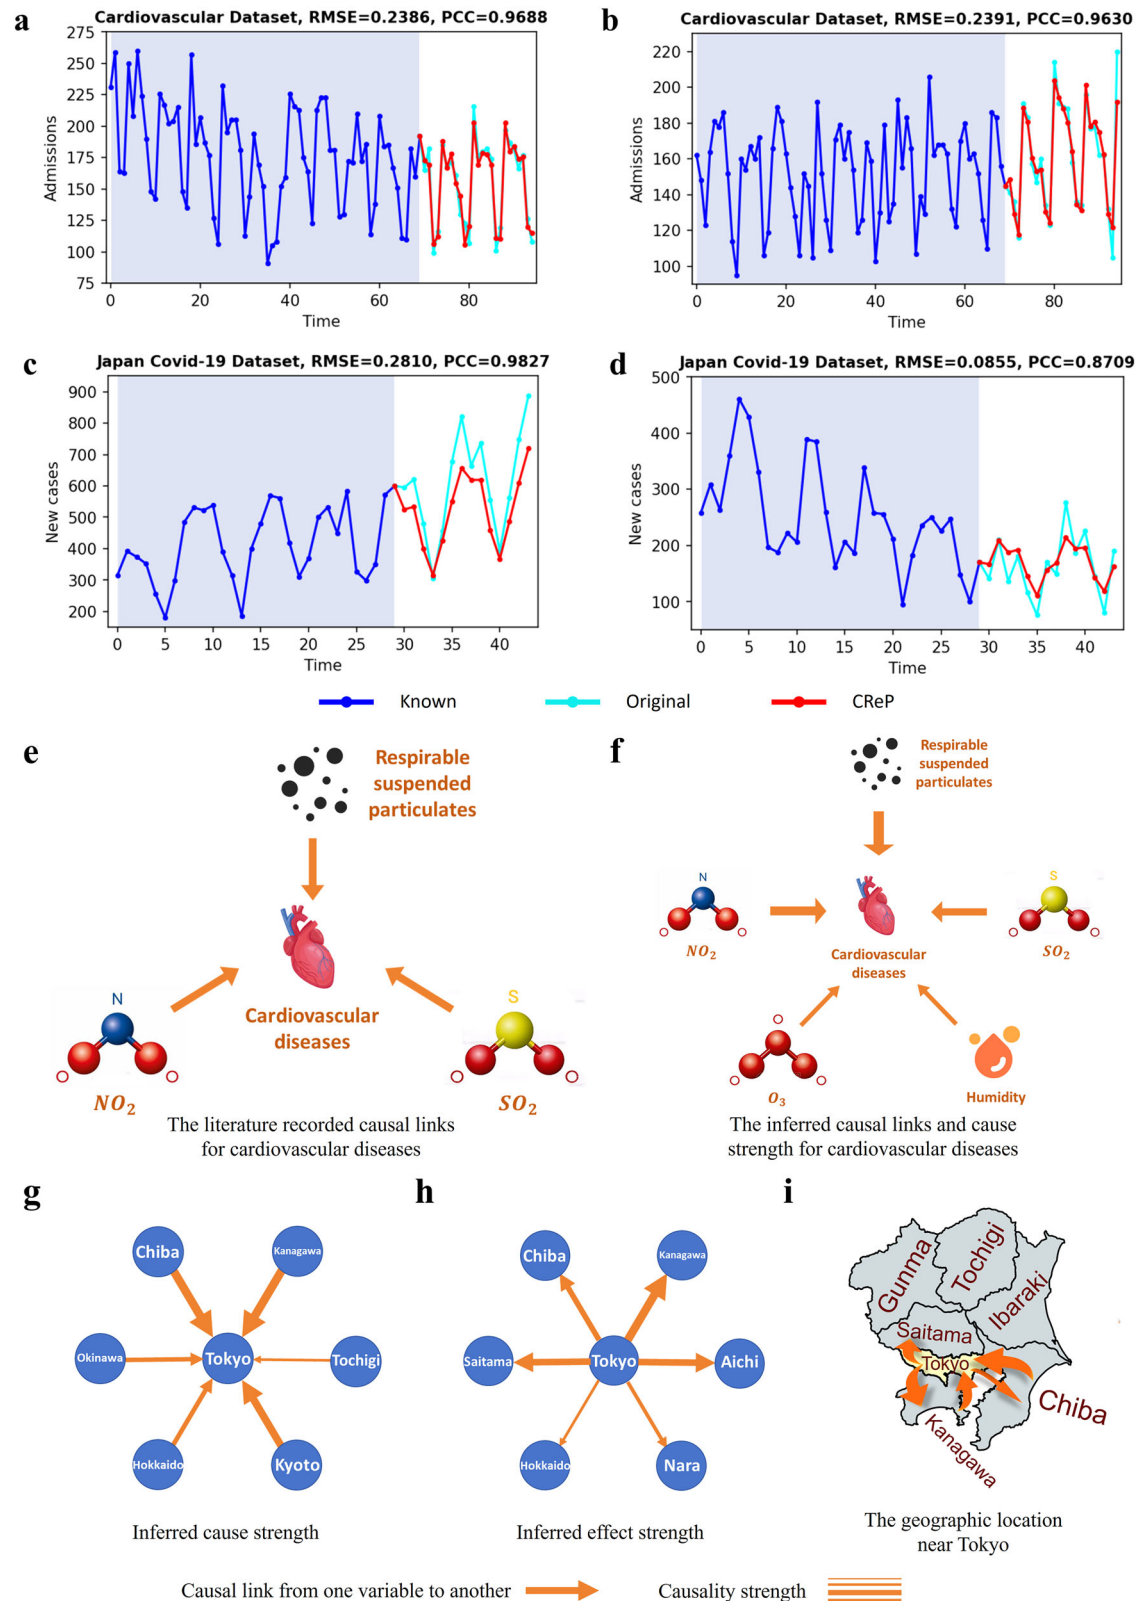 a
Cardiovascular Dataset, RMSE=0.2386, PCC=0.9688
Admissions
275
250
225
200
175
150
125
100
75
0 20 40 60 80
Time
b
Cardiovascular Dataset, RMSE=0.2391, PCC=0.9630
Admissions
220
200
180
160
140
120
100
0 20 40 60 80
Time
c
Japan Covid-19 Dataset, RMSE=0.2810, PCC=0.9827
New cases
900
800
700
600
500
400
300
200
0 5 10 15 20 25 30 35 40
Time
d
Japan Covid-19 Dataset, RMSE=0.0855, PCC=0.8709
New cases
500
400
300
200
100
0 5 10 15 20 25 30 35 40
Time
Known Original CReP
e
Respirable
suspended
particulates
N
S
Cardiovascular
diseases
NO₂
SO₂
The literature recorded causal links
for cardiovascular diseases
f
Respirable
suspended
particulates
N
S
NO₂
SO₂
Cardiovascular
diseases
O₃
Humidity
The inferred causal links and cause
strength for cardiovascular diseases
g
Chiba
Kanagawa
Okinawa
Tokyo
Tochigi
Hokkaido
Kyoto
Inferred cause strength
h
Chiba
Kanagawa
Saitama
Tokyo
Aichi
Hokkaido
Nara
Inferred effect strength
i
Gunma
Tochigi
Ibaraki
Saitama
Tokyo
Chiba
Kanagawa
The geographic location
near Tokyo
Causal link from one variable to another
Causality strength